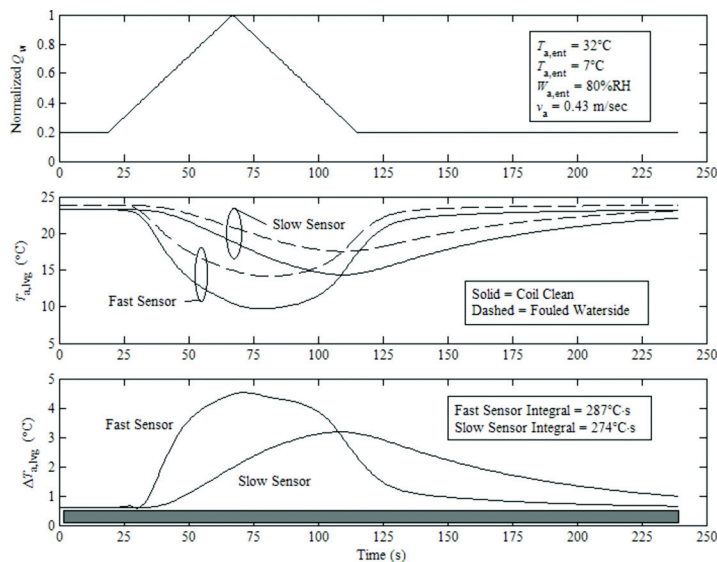 1
0.8
0.6
0.4
0.2
0
Normalized Q_w
T_a,ent = 32°C
T_a,ent = 7°C
W_a,ent = 80%RH
v_a = 0.43 m/sec
0 25 50 75 100 125 150 175 200 225 250
25
20
15
10
5
T_a,lvg (°C)
Slow Sensor
Fast Sensor
Solid = Coil Clean
Dashed = Fouled Waterside
0 25 50 75 100 125 150 175 200 225 250
5
4
3
2
1
0
ΔT_a,lvg (°C)
Fast Sensor
Slow Sensor
Fast Sensor Integral = 287°C·s
Slow Sensor Integral = 274°C·s
0 25 50 75 100 125 150 175 200 225 250
Time (s)